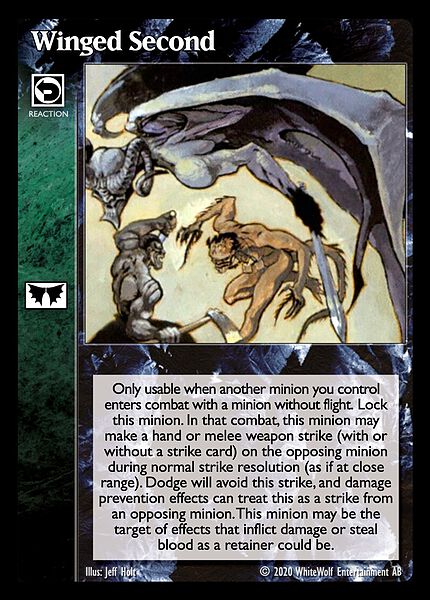 Winged Second
REACTION
Only usable when another minion you control
enters combat with a minion without flight. Lock
this minion. In that combat, this minion may
make a hand or melee weapon strike (with or
without a strike card) on the opposing minion
during normal strike resolution (as if at close
range). Dodge will avoid this strike, and damage
prevention effects can treat this as a strike from
an opposing minion. This minion may be the
target of effects that inflict damage or steal
blood as a retainer could be.
Illus: Jeff Holt
© 2020 WhiteWolf Entertainment AB